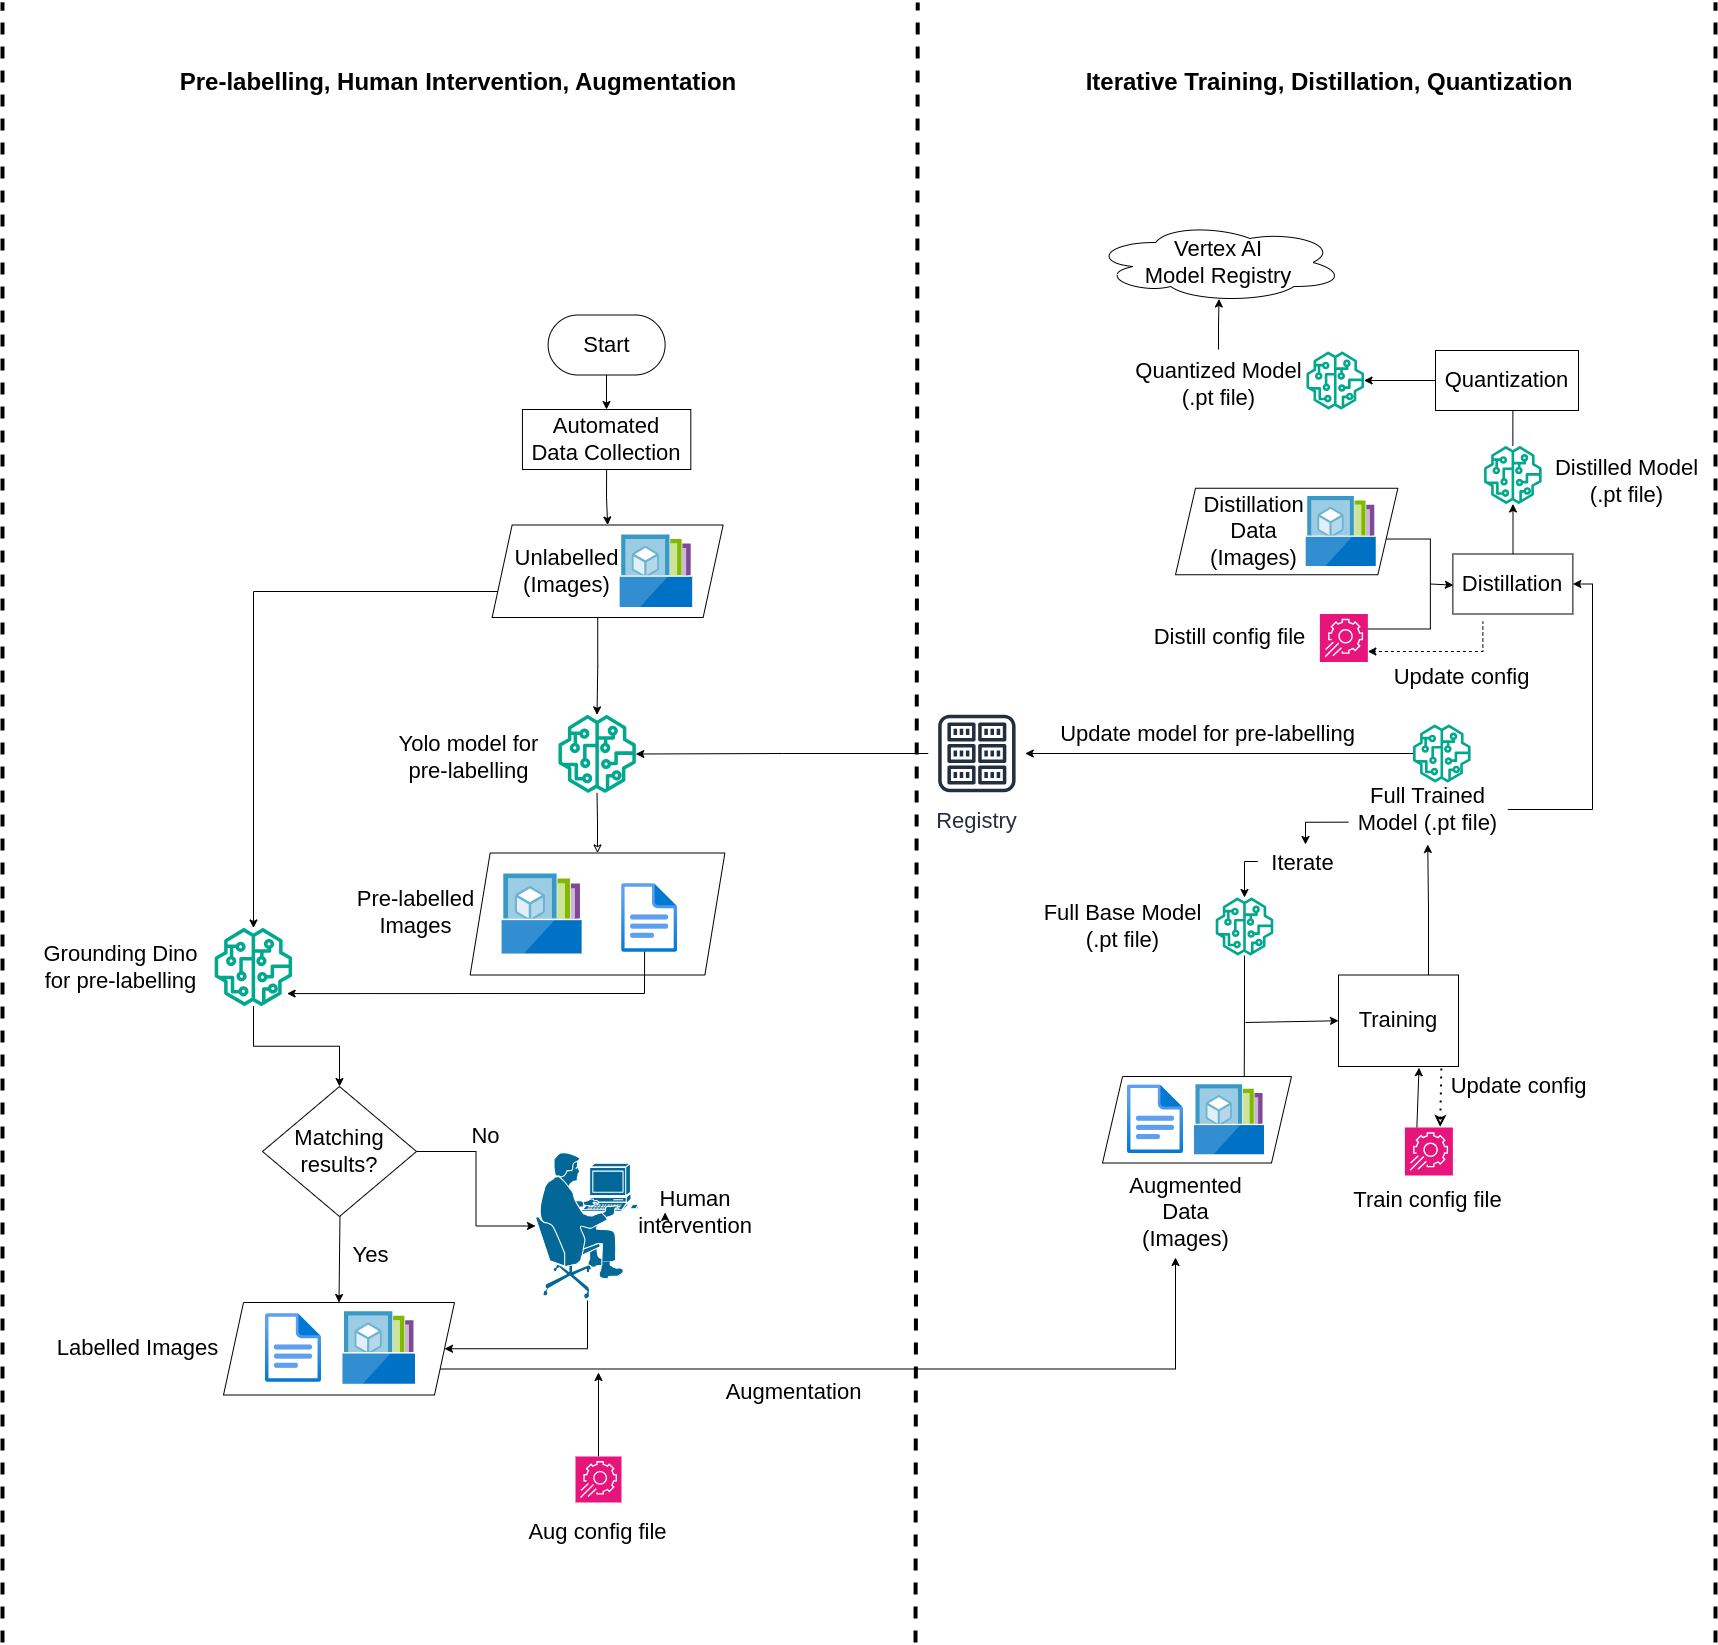 Pre-labelling, Human Intervention, Augmentation
Start
Automated
Data Collection
Unlabelled
(Images)
Yolo model for
pre-labelling
Pre-labelled
Images
Grounding Dino
for pre-labelling
Matching
results?
No
Human
intervention
Yes
Labelled Images
Augmentation
Aug config file
Iterative Training, Distillation, Quantization
Vertex AI
Model Registry
Quantized Model
(.pt file)
Quantization
Distilled Model
(.pt file)
Distillation
Data
(Images)
Distillation
Distill config file
Update config
Update model for pre-labelling
Registry
Full Trained
Model (.pt file)
Iterate
Full Base Model
(.pt file)
Training
Update config
Augmented
Data
(Images)
Train config file